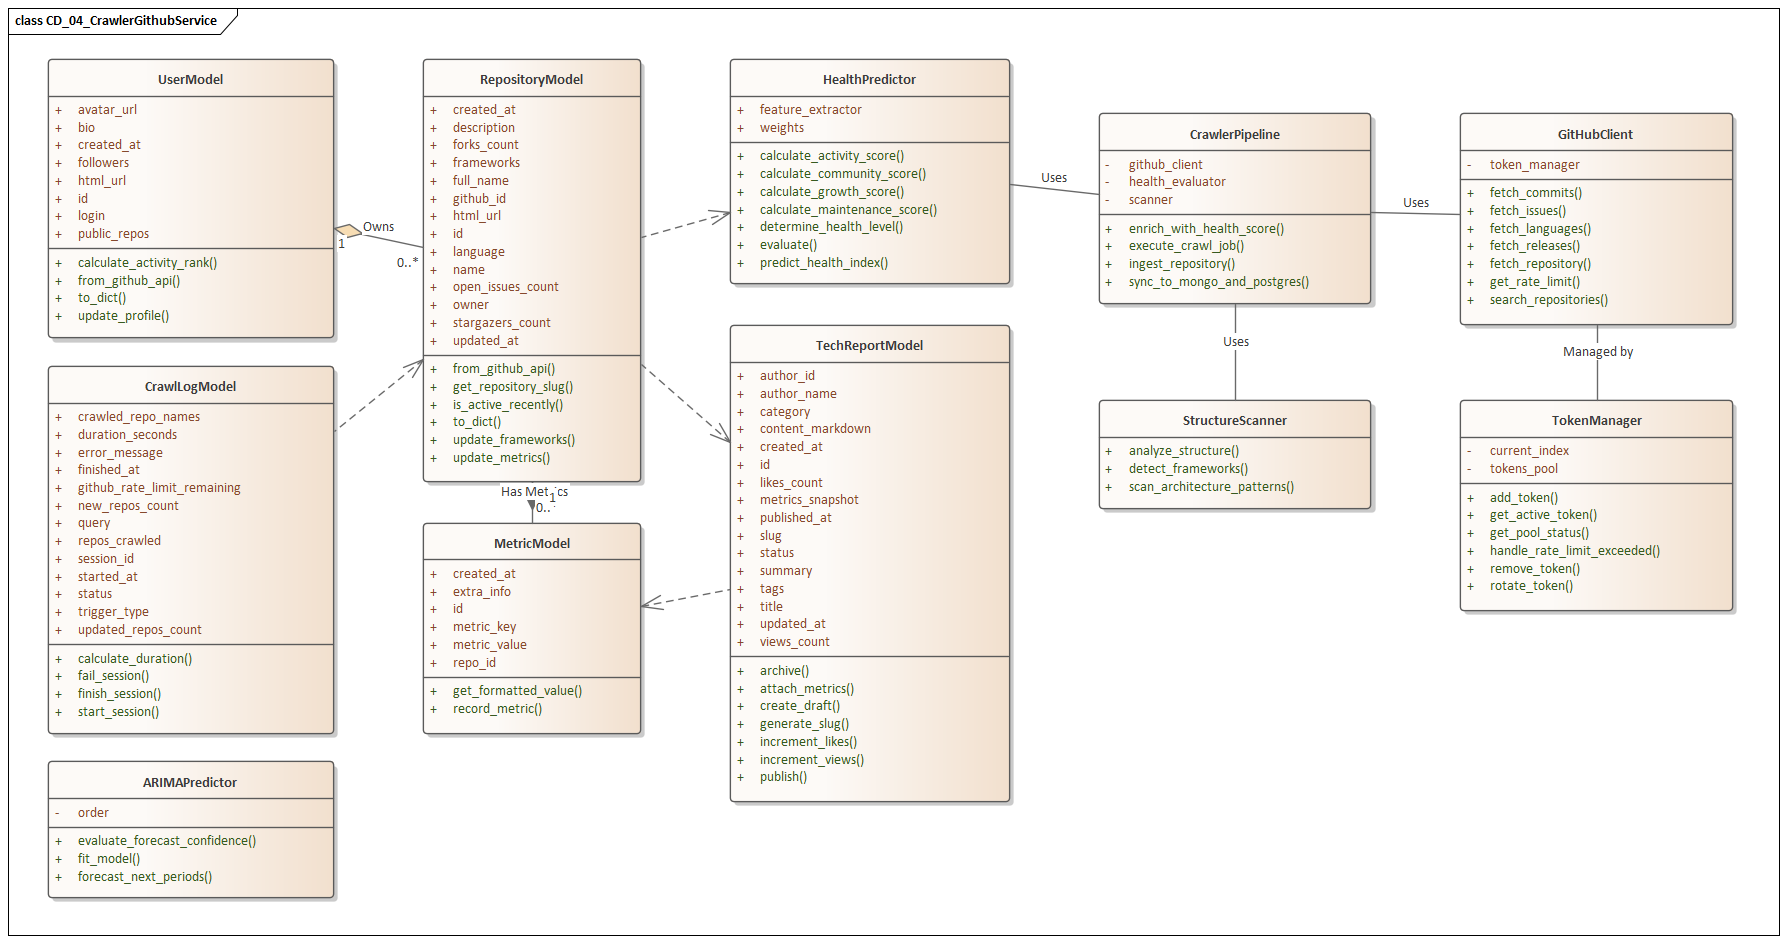 class CD_04_CrawlerGithubService
UserModel
+ avatar_url
+ bio
+ created_at
+ followers
+ html_url
+ id
+ login
+ public_repos
+ calculate_activity_rank()
+ from_github_api()
+ to_dict()
+ update_profile()
Owns
1
0..*
RepositoryModel
+ created_at
+ description
+ forks_count
+ frameworks
+ full_name
+ github_id
+ html_url
+ id
+ language
+ name
+ open_issues_count
+ owner
+ stargazers_count
+ updated_at
+ from_github_api()
+ get_repository_slug()
+ is_active_recently()
+ to_dict()
+ update_frameworks()
+ update_metrics()
HealthPredictor
+ feature_extractor
+ weights
+ calculate_activity_score()
+ calculate_community_score()
+ calculate_growth_score()
+ calculate_maintenance_score()
+ determine_health_level()
+ evaluate()
+ predict_health_index()
Uses
CrawlerPipeline
- github_client
- health_evaluator
- scanner
+ enrich_with_health_score()
+ execute_crawl_job()
+ ingest_repository()
+ sync_to_mongo_and_postgres()
Uses
GitHubClient
- token_manager
+ fetch_commits()
+ fetch_issues()
+ fetch_languages()
+ fetch_releases()
+ fetch_repository()
+ get_rate_limit()
+ search_repositories()
Uses
Managed by
CrawlLogModel
+ crawled_repo_names
+ duration_seconds
+ error_message
+ finished_at
+ github_rate_limit_remaining
+ new_repos_count
+ query
+ repos_crawled
+ session_id
+ started_at
+ status
+ trigger_type
+ updated_repos_count
+ calculate_duration()
+ fail_session()
+ finish_session()
+ start_session()
Has
1
0..
MetricModel
+ created_at
+ extra_info
+ id
+ metric_key
+ metric_value
+ repo_id
+ get_formatted_value()
+ record_metric()
TechReportModel
+ author_id
+ author_name
+ category
+ content_markdown
+ created_at
+ id
+ likes_count
+ metrics_snapshot
+ published_at
+ slug
+ status
+ summary
+ tags
+ title
+ updated_at
+ views_count
+ archive()
+ attach_metrics()
+ create_draft()
+ generate_slug()
+ increment_likes()
+ increment_views()
+ publish()
StructureScanner
+ analyze_structure()
+ detect_frameworks()
+ scan_architecture_patterns()
TokenManager
- current_index
- tokens_pool
+ add_token()
+ get_active_token()
+ get_pool_status()
+ handle_rate_limit_exceeded()
+ remove_token()
+ rotate_token()
ARIMAPredictor
- order
+ evaluate_forecast_confidence()
+ fit_model()
+ forecast_next_periods()